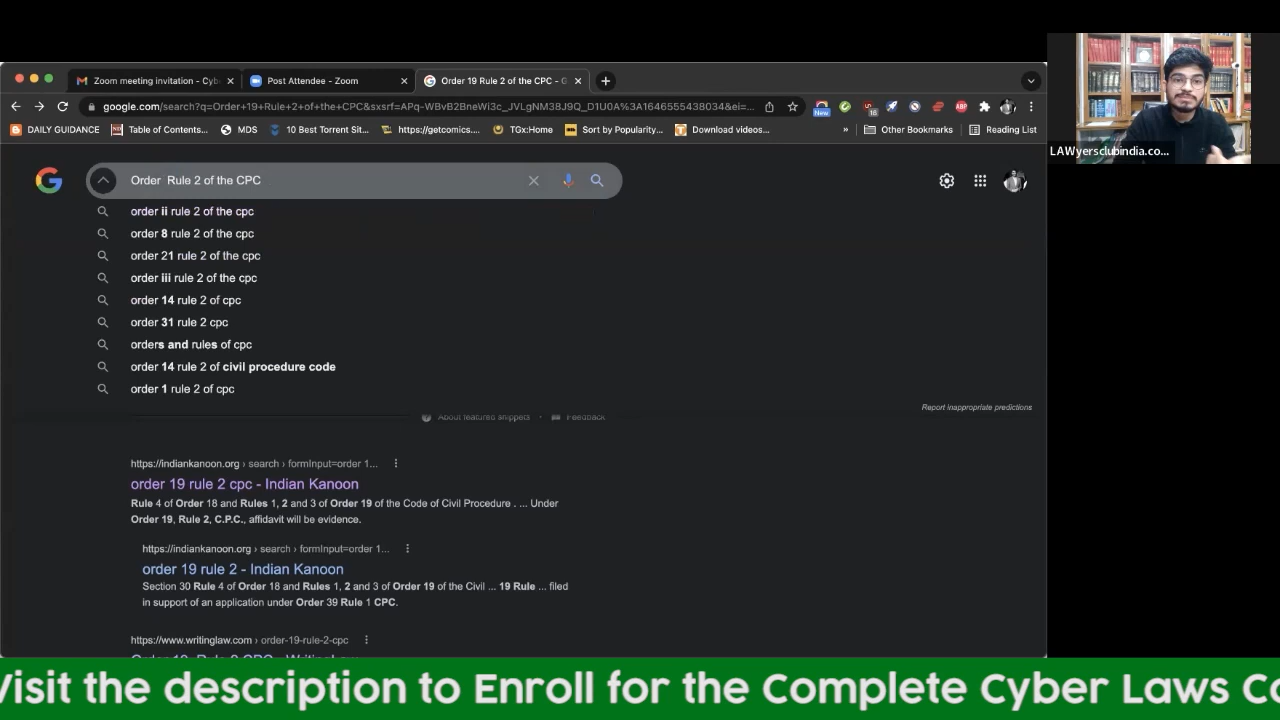 Zoom meeting invitation - Cyb
Post Attendee - Zoom
Order 19 Rule 2 of the CPC - G
google.com/search?q=Order+19+Rule+2+of+the+CPC&sxsrf=APq-WBvB2BneWi3c_JVLgNM38J9Q_D1U0A%3A1646555438034&ei=...
New
16
ABP
DAILY GUIDANCE
Table of Contents...
MDS
10 Best Torrent Sit...
https://getcomics....
TGx:Home
Sort by Popularity...
Download videos...
»
Other Bookmarks
Reading List
LAWyersclubindia.co...
Order Rule 2 of the CPC
order ii rule 2 of the cpc
order 8 rule 2 of the cpc
order 21 rule 2 of the cpc
order iii rule 2 of the cpc
order 14 rule 2 of cpc
order 31 rule 2 cpc
orders and rules of cpc
order 14 rule 2 of civil procedure code
order 1 rule 2 of cpc
Report inappropriate predictions
About featured snippets • Feedback
https://indiankanoon.org › search › formInput=order 1...
order 19 rule 2 cpc - Indian Kanoon
Rule 4 of Order 18 and Rules 1, 2 and 3 of Order 19 of the Code of Civil Procedure . ... Under
Order 19, Rule 2, C.P.C., affidavit will be evidence.
https://indiankanoon.org › search › formInput=order 1...
order 19 rule 2 - Indian Kanoon
Section 30 Rule 4 of Order 18 and Rules 1, 2 and 3 of Order 19 of the Civil ... 19 Rule ... filed
in support of an application under Order 39 Rule 1 CPC.
https://www.writinglaw.com › order-19-rule-2-cpc
Order 19, Rule 2 CPC - WritingLaw
Visit the description to Enroll for the Complete Cyber Laws Co